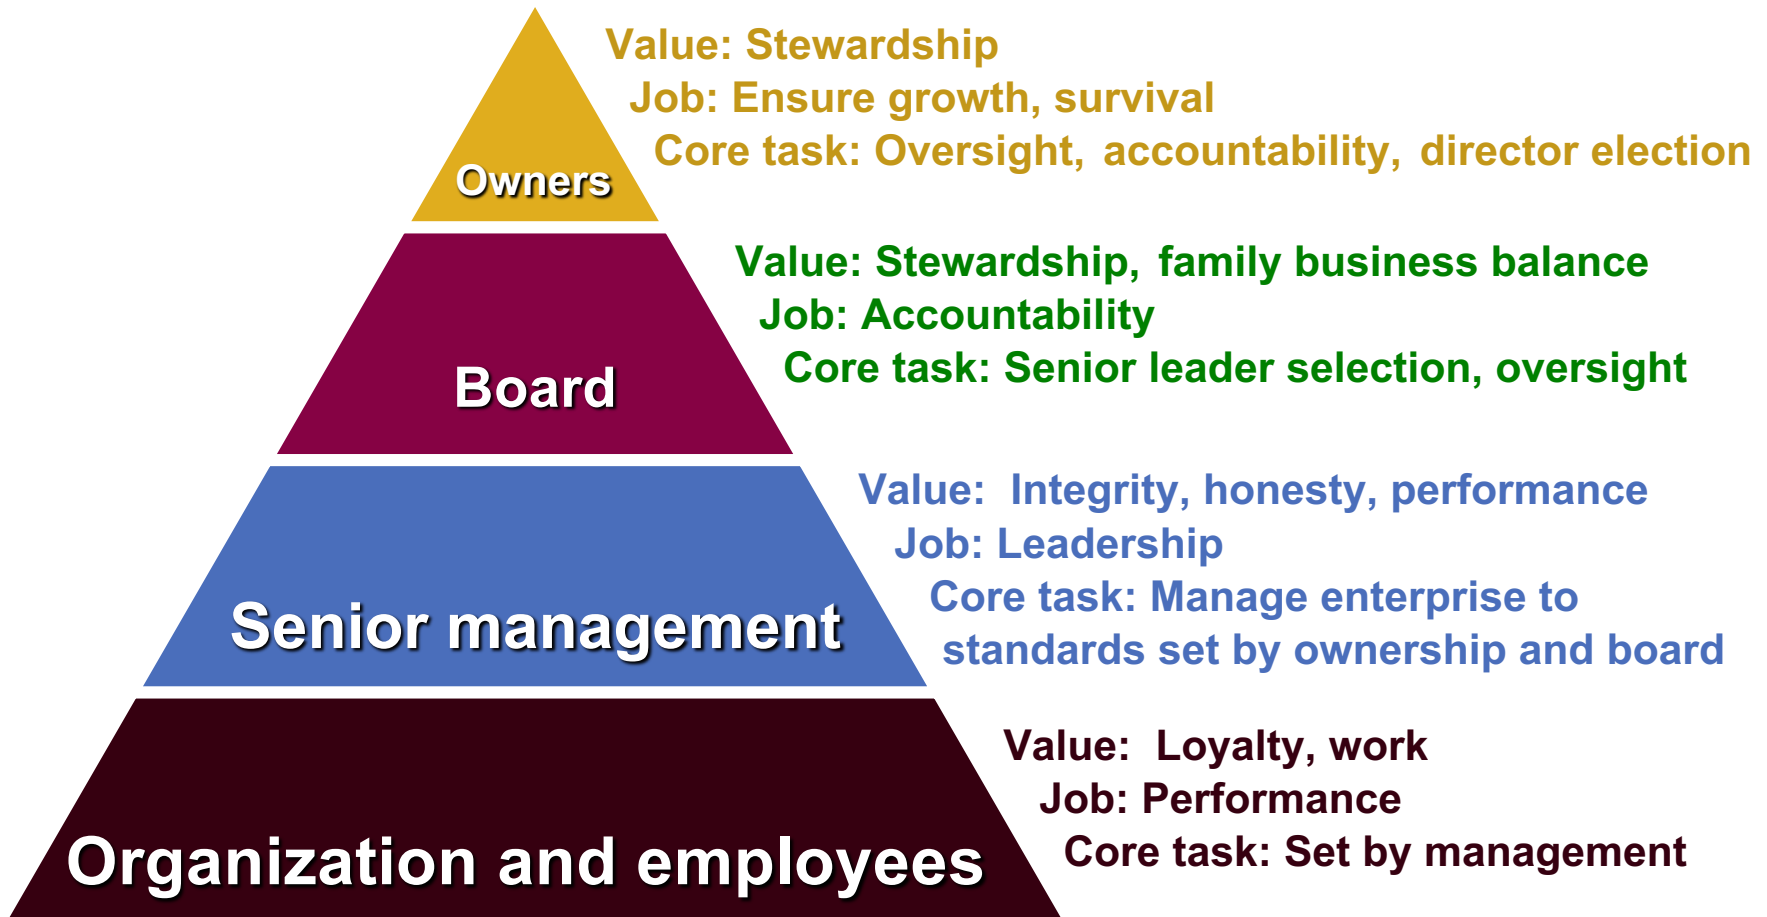 Value: Stewardship
Job: Ensure growth, survival
Core task: Oversight, accountability, director election
Owners
Value: Stewardship, family business balance
Job: Accountability
Core task: Senior leader selection, oversight
Board
Value: Integrity, honesty, performance
Job: Leadership
Core task: Manage enterprise to
standards set by ownership and board
Senior management
Value: Loyalty, work
Job: Performance
Core task: Set by management
Organization and employees